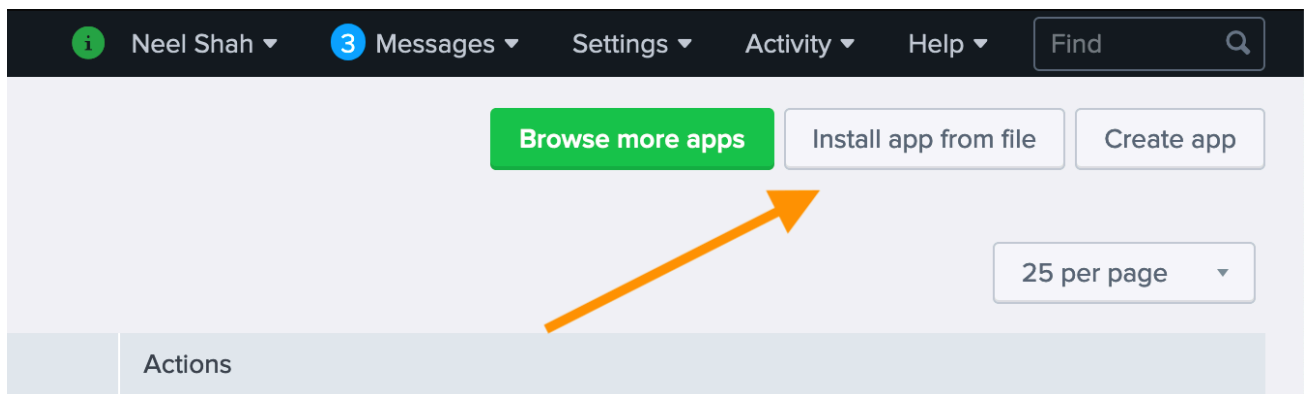 i Neel Shah 3 Messages Settings Activity Help Find
Browse more apps Install app from file Create app
25 per page
Actions